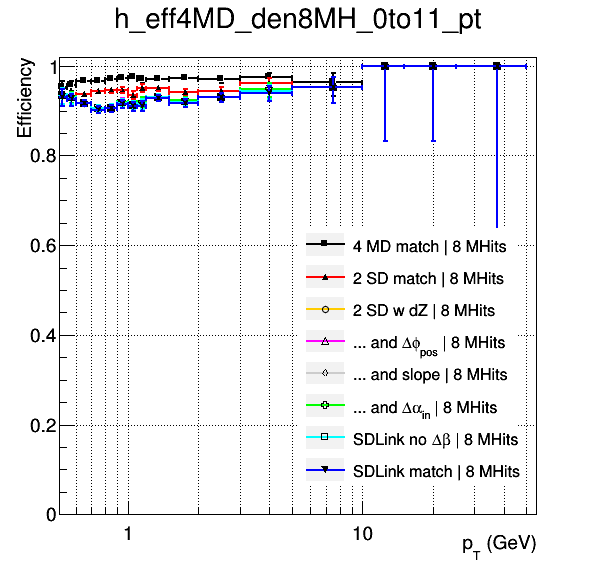 h_eff4MD_den8MH_0to11_pt
Efficiency
1
0.8
0.6
0.4
0.2
0
4 MD match | 8 MHits
2 SD match | 8 MHits
2 SD w dZ | 8 MHits
... and Δϕpos | 8 MHits
... and slope | 8 MHits
... and Δαin | 8 MHits
SDLink no Δβ | 8 MHits
SDLink match | 8 MHits
1
10
pT (GeV)